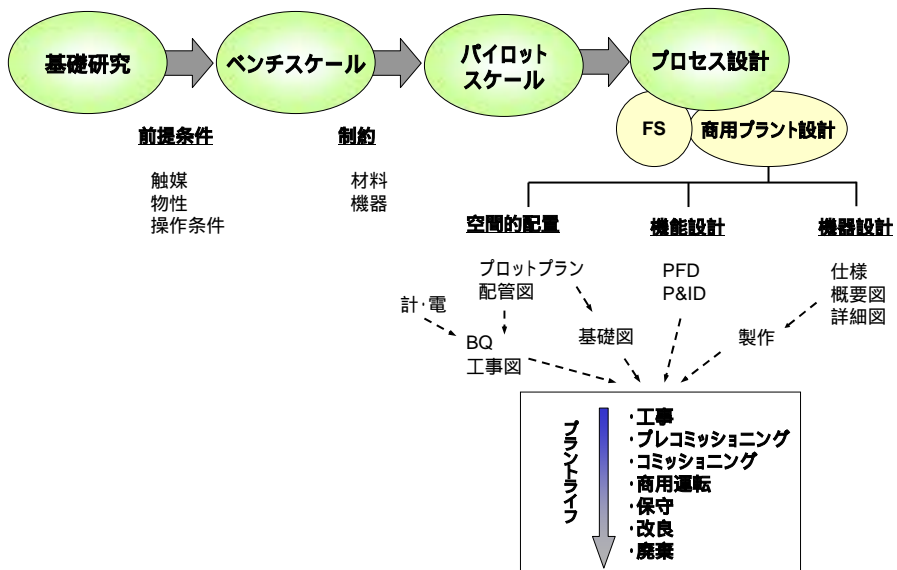 基礎研究
ベンチスケール
パイロット
スケール
プロセス設計
FS
商用プラント設計
前提条件
触媒
物性
操作条件
制約
材料
機器
空間的配置
プロットプラン
配管図
計・電
BQ
工事図
基礎図
機能設計
PFD
P&ID
機器設計
仕様
概要図
詳細図
製作
プラントライフ
・工事
・プレコミッショニング
・コミッショニング
・商用運転
・保守
・改良
・廃棄